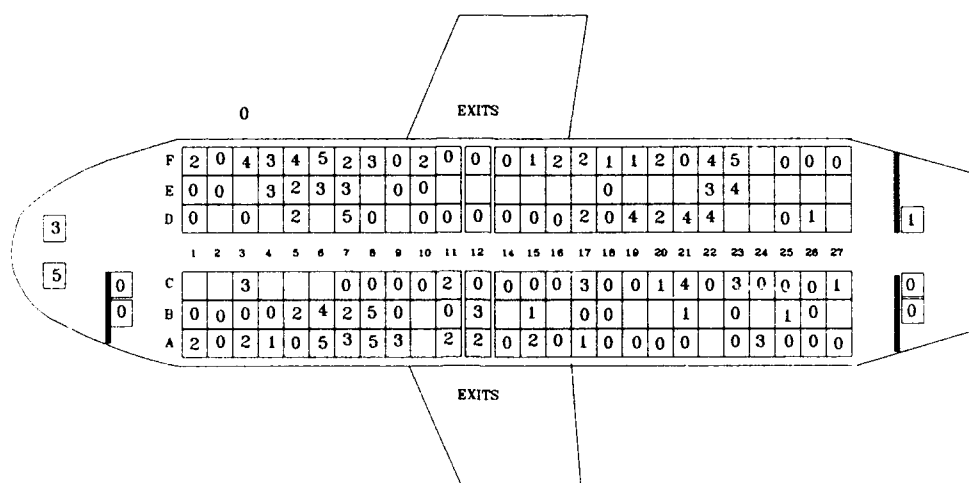 0
EXITS
F 2 0 4 3 4 5 2 3 0 2 0 0 0 1 2 2 1 1 2 0 4 5 0 0 0
E 0 0 3 2 3 3 0 0 0 3 4
3 D 0 0 2 5 0 0 0 0 0 0 0 0 2 0 4 2 4 4 0 1 1
1 2 3 4 5 6 7 8 9 10 11 12 14 15 16 17 18 19 20 21 22 23 24 25 26 27
5 0 C 3 0 0 0 0 2 0 0 0 0 3 0 0 1 4 0 3 0 0 0 1 0
0 B 0 0 0 0 2 4 2 5 0 0 3 1 0 0 1 0 1 0 0
A 2 0 2 1 0 5 3 5 3 2 2 0 2 0 1 0 0 0 0 0 3 0 0 0
EXITS